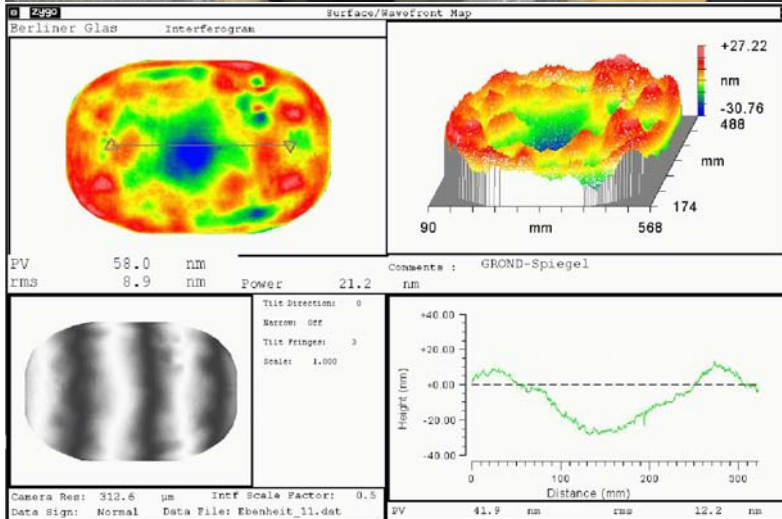 zygo Surface/Wavefront Map
Berliner Glas Interferogram
+27.22
nm
-30.76
488
mm
174
90 mm 568
PV 58.0 nm
rms 8.9 nm
Power 21.2 nm
Comments : GROND-Spiegel
Tilt Direction: 0
Narrow: Off
Tilt Fringes: 3
Scale: 1.000
+40.00
+20.00
+0.00
-20.00
-40.00
Height (nm)
0 100 200 300
Distance (mm)
Camera Res: 312.6 µm Intf Scale Factor: 0.5
Data Sign: Normal Data File: Ebenheit_11.dat
PV 41.9 nm rms 12.2 nm